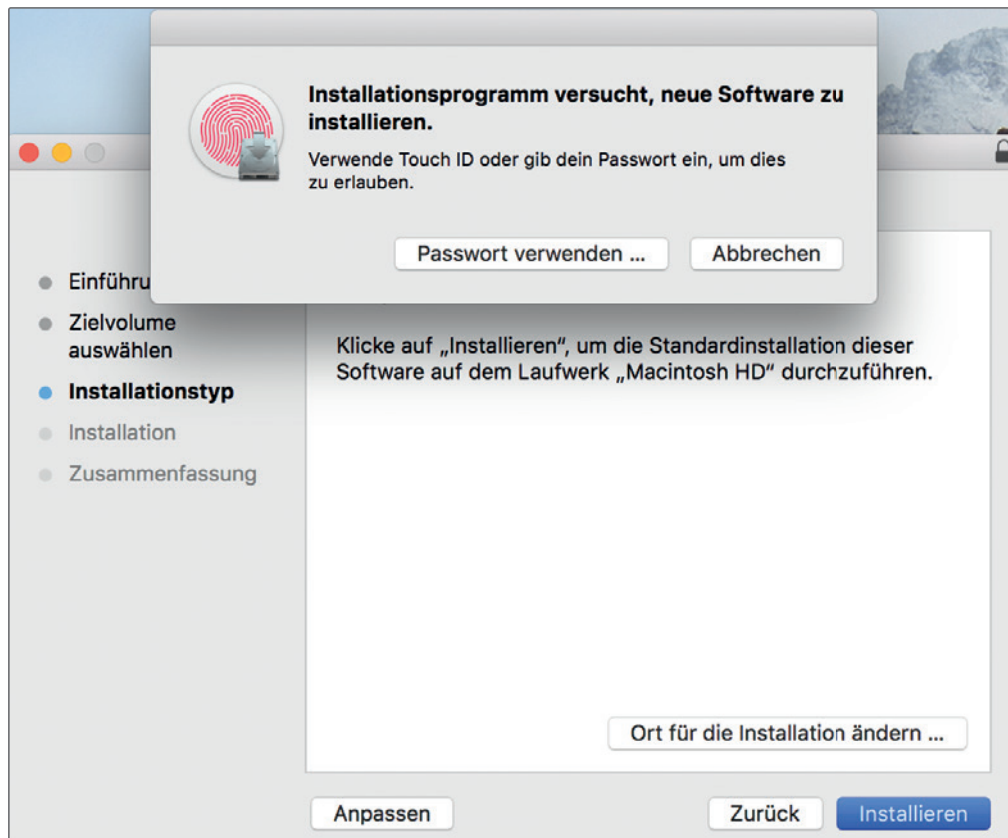 Installationsprogramm versucht, neue Software zu
installieren.
Verwende Touch ID oder gib dein Passwort ein, um dies
zu erlauben.
Passwort verwenden ...
Abbrechen
Einführu
Zielvolume
auswählen
Installationstyp
Installation
Zusammenfassung
Klicke auf „Installieren“, um die Standardinstallation dieser
Software auf dem Laufwerk „Macintosh HD“ durchzuführen.
Ort für die Installation ändern ...
Anpassen
Zurück
Installieren